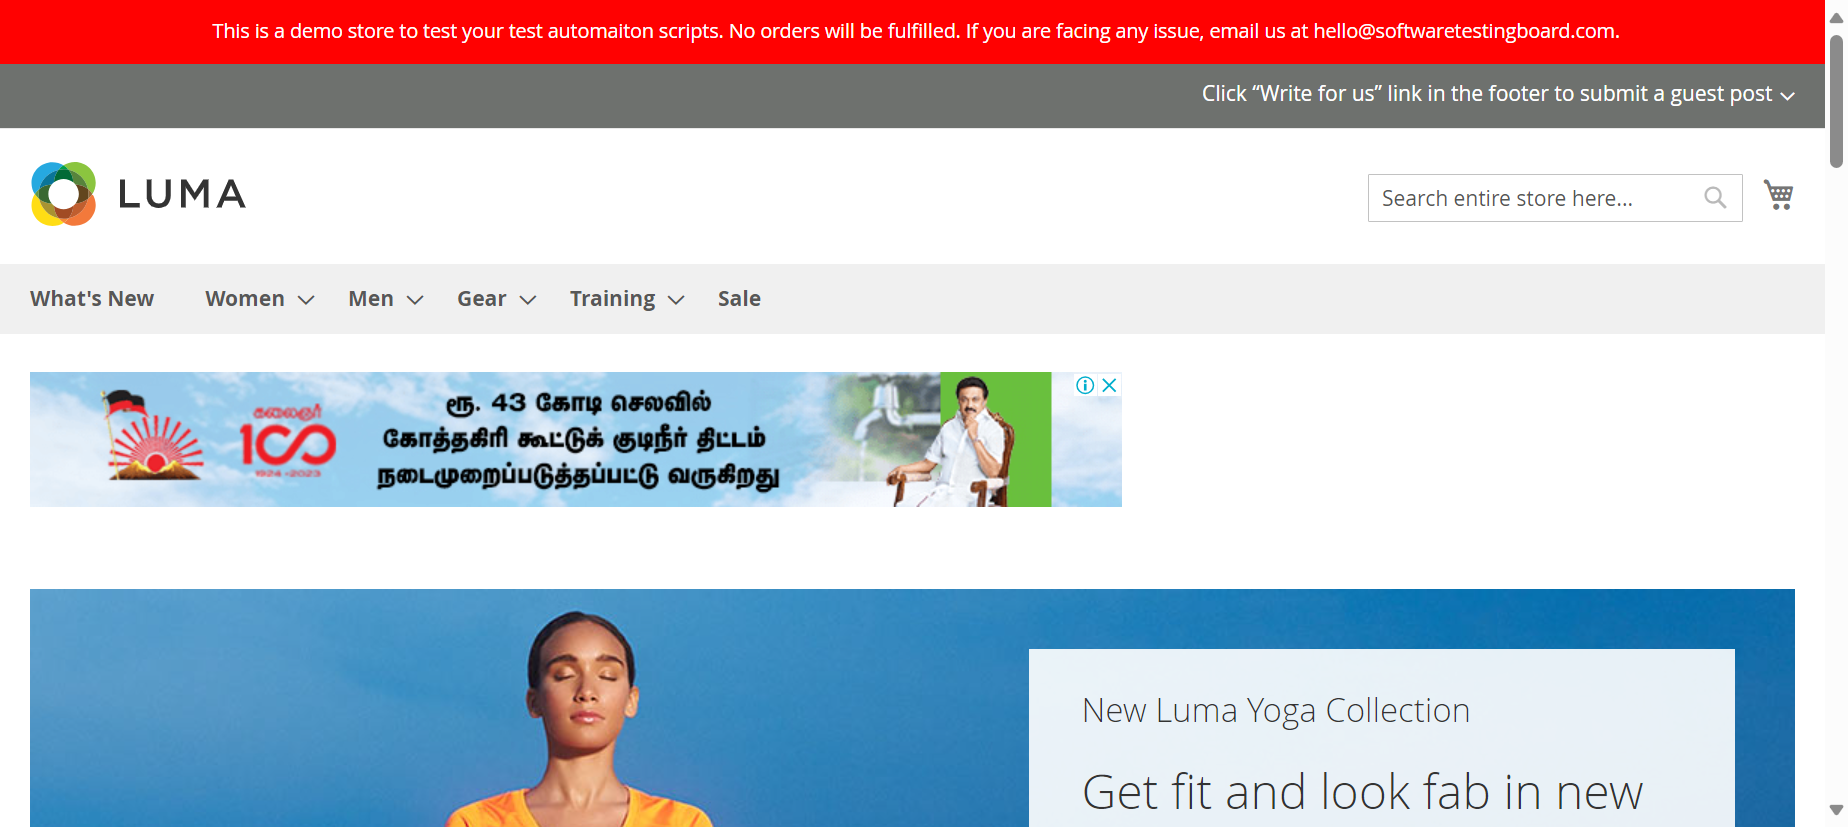 This is a demo store to test your test automaiton scripts. No orders will be fulfilled. If you are facing any issue, email us at hello@softwaretestingboard.com.
Click “Write for us” link in the footer to submit a guest post
LUMA
Search entire store here...
What's New Women Men Gear Training Sale
கலைஞர்
100
1924 -2023
ரூ. 43 கோடி செலவில்
கோத்தகிரி கூட்டுக் குடிநீர் திட்டம்
நடைமுறைப்படுத்தப்பட்டு வருகிறது
New Luma Yoga Collection
Get fit and look fab in new